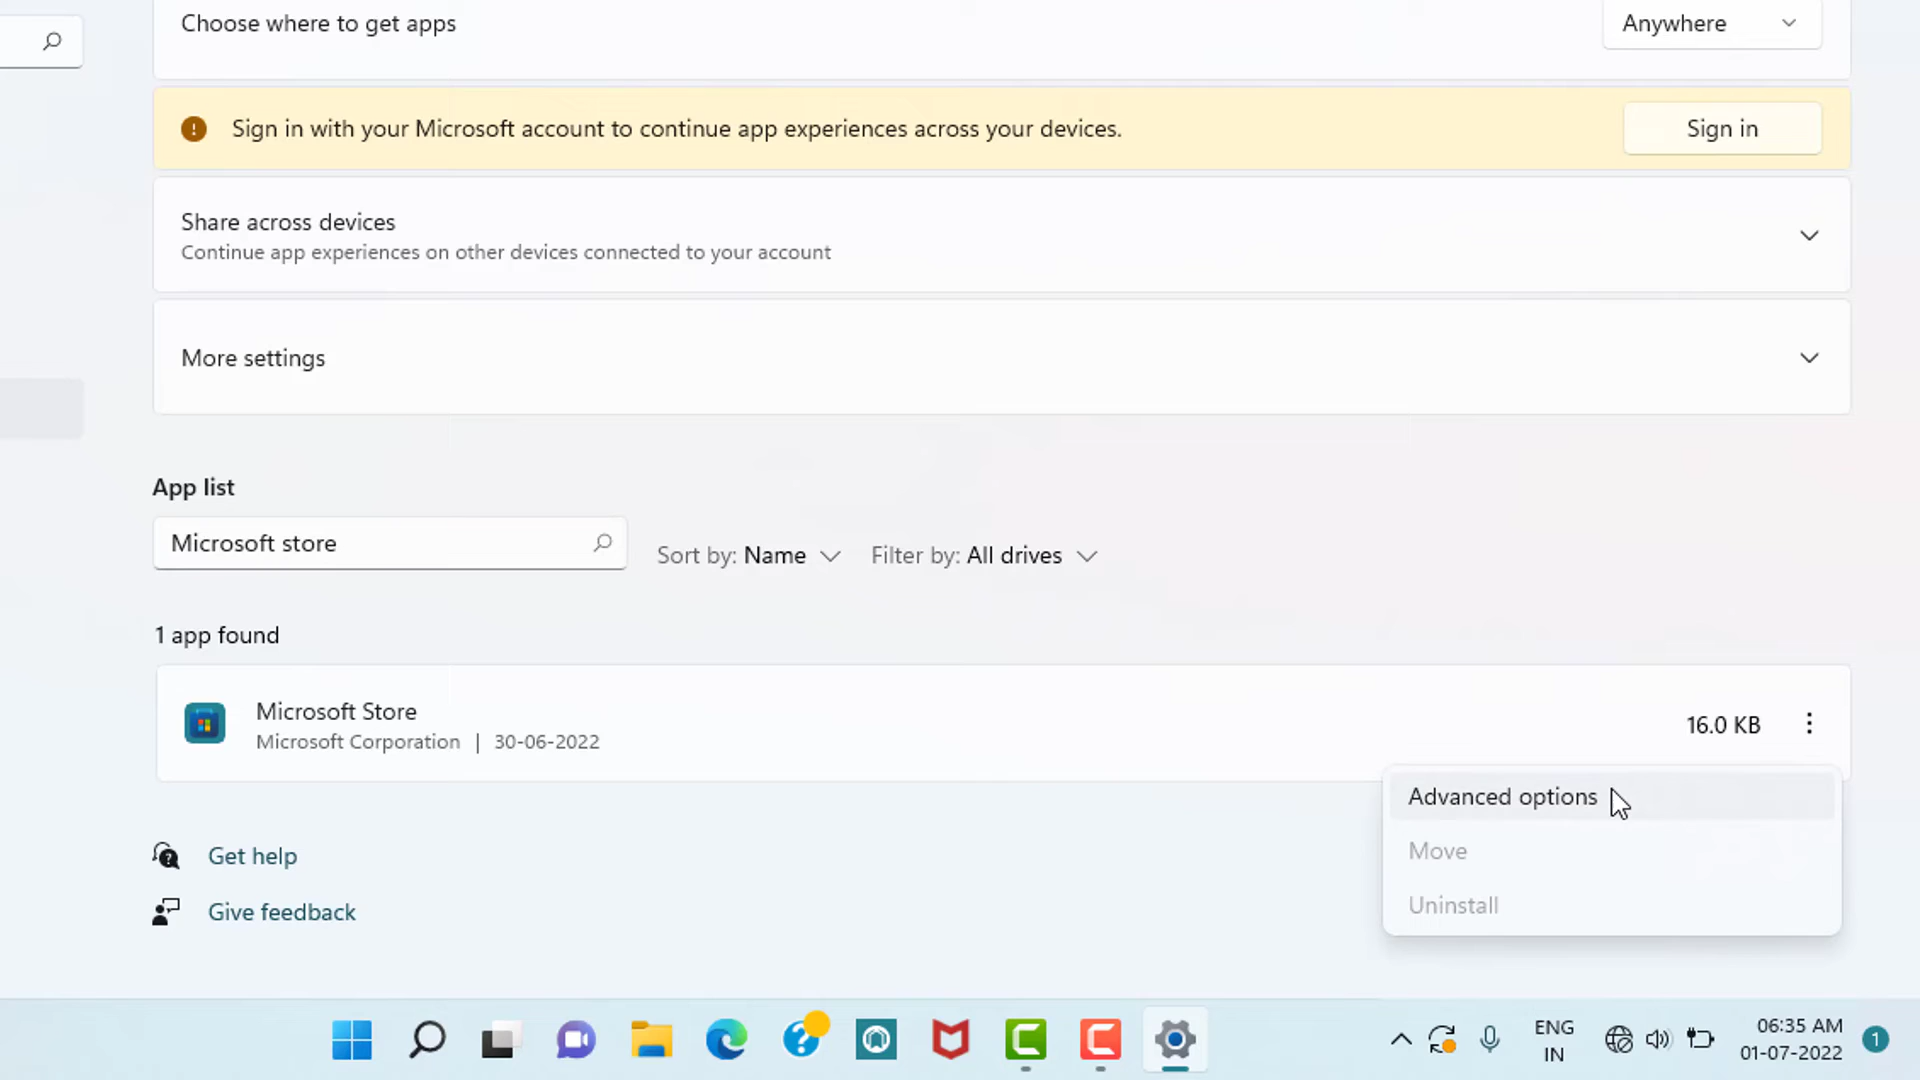 Choose where to get apps
Anywhere
Sign in with your Microsoft account to continue app experiences across your devices.
Sign in
Share across devices
Continue app experiences on other devices connected to your account
More settings
App list
Microsoft store
Sort by: Name
Filter by: All drives
1 app found
Microsoft Store
Microsoft Corporation | 30-06-2022
16.0 KB
Advanced options
Move
Uninstall
Get help
Give feedback
ENG
IN
06:35 AM
01-07-2022
1